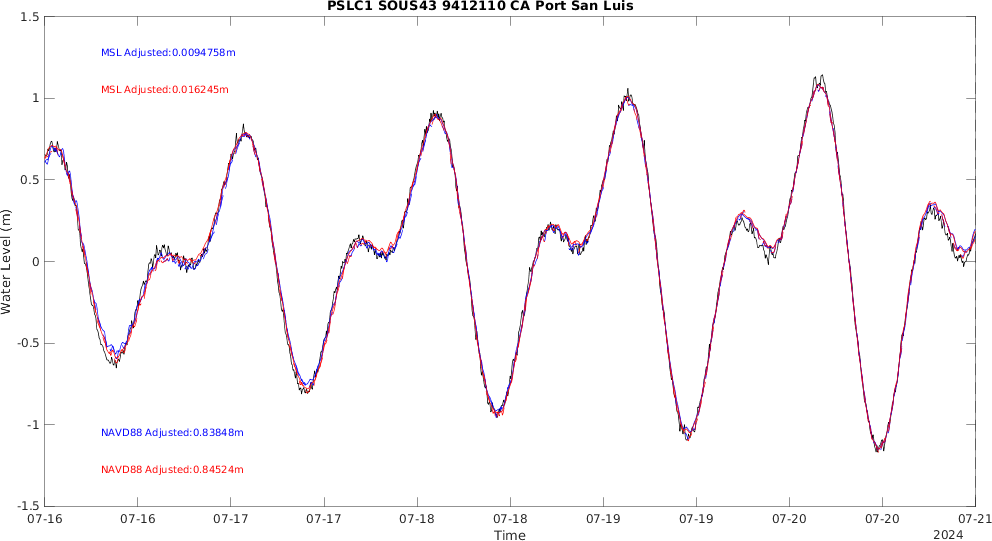 PSLC1 SOUS43 9412110 CA Port San Luis
1.5
MSL Adjusted:0.0094758m
MSL Adjusted:0.016245m
1
0.5
Water Level (m)
0
-0.5
-1
NAVD88 Adjusted:0.83848m
NAVD88 Adjusted:0.84524m
-1.5
07-16 07-16 07-17 07-17 07-18 07-18 07-19 07-19 07-20 07-20 07-21
Time 2024